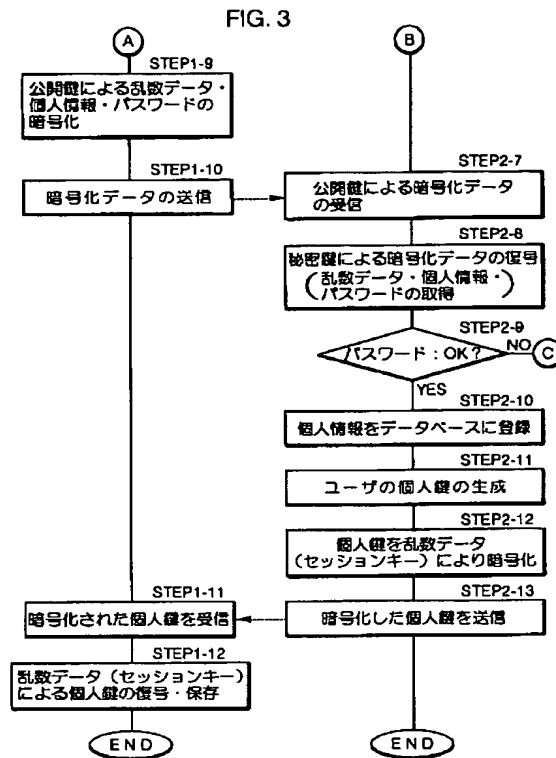 FIG. 3
A
B
STEP1-9
公開鍵による乱数データ・
個人情報・パスワードの
暗号化
STEP1-10
暗号化データの送信
STEP2-7
公開鍵による暗号化データ
の受信
STEP2-8
秘密鍵による暗号化データの復号
(乱数データ・個人情報・
パスワードの取得)
STEP2-9
パスワード：OK？
NO
C
YES
STEP2-10
個人情報をデータベースに登録
STEP2-11
ユーザの個人鍵の生成
STEP2-12
個人鍵を乱数データ
(セッションキー)により暗号化
STEP2-13
暗号化した個人鍵を送信
STEP1-11
暗号化された個人鍵を受信
STEP1-12
乱数データ(セッションキー)
による個人鍵の復号・保存
END
END